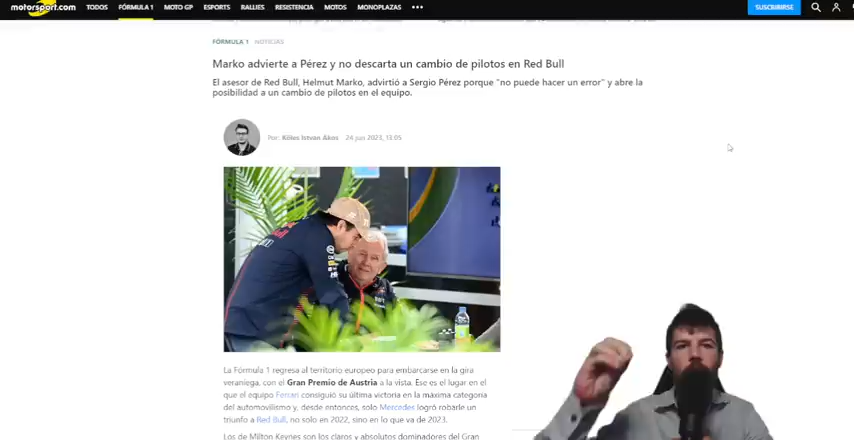 motorsport.com TODOS FÓRMULA 1 MOTO GP ESPORTS RALLIES RESISTENCIA MOTOS MONOPLAZAS ••• SUSCRIBIRSE
FÓRMULA 1 NOTICIAS
Marko advierte a Pérez y no descarta un cambio de pilotos en Red Bull
El asesor de Red Bull, Helmut Marko, advirtió a Sergio Pérez porque "no puede hacer un error" y abre la
posibilidad a un cambio de pilotos en el equipo.
Por: Köles Istvan Ákos 24 jun 2023, 13:05
La Fórmula 1 regresa al territorio europeo para embarcarse en la gira
veraniega, con el Gran Premio de Austria a la vista. Ese es el lugar en el
que el equipo Ferrari consiguió su última victoria en la máxima categoría
del automovilismo y, desde entonces, solo Mercedes logró robarle un
triunfo a Red Bull, no solo en 2022, sino en lo que va de 2023.
Los de Milton Keynes son los claros y absolutos dominadores del Gran